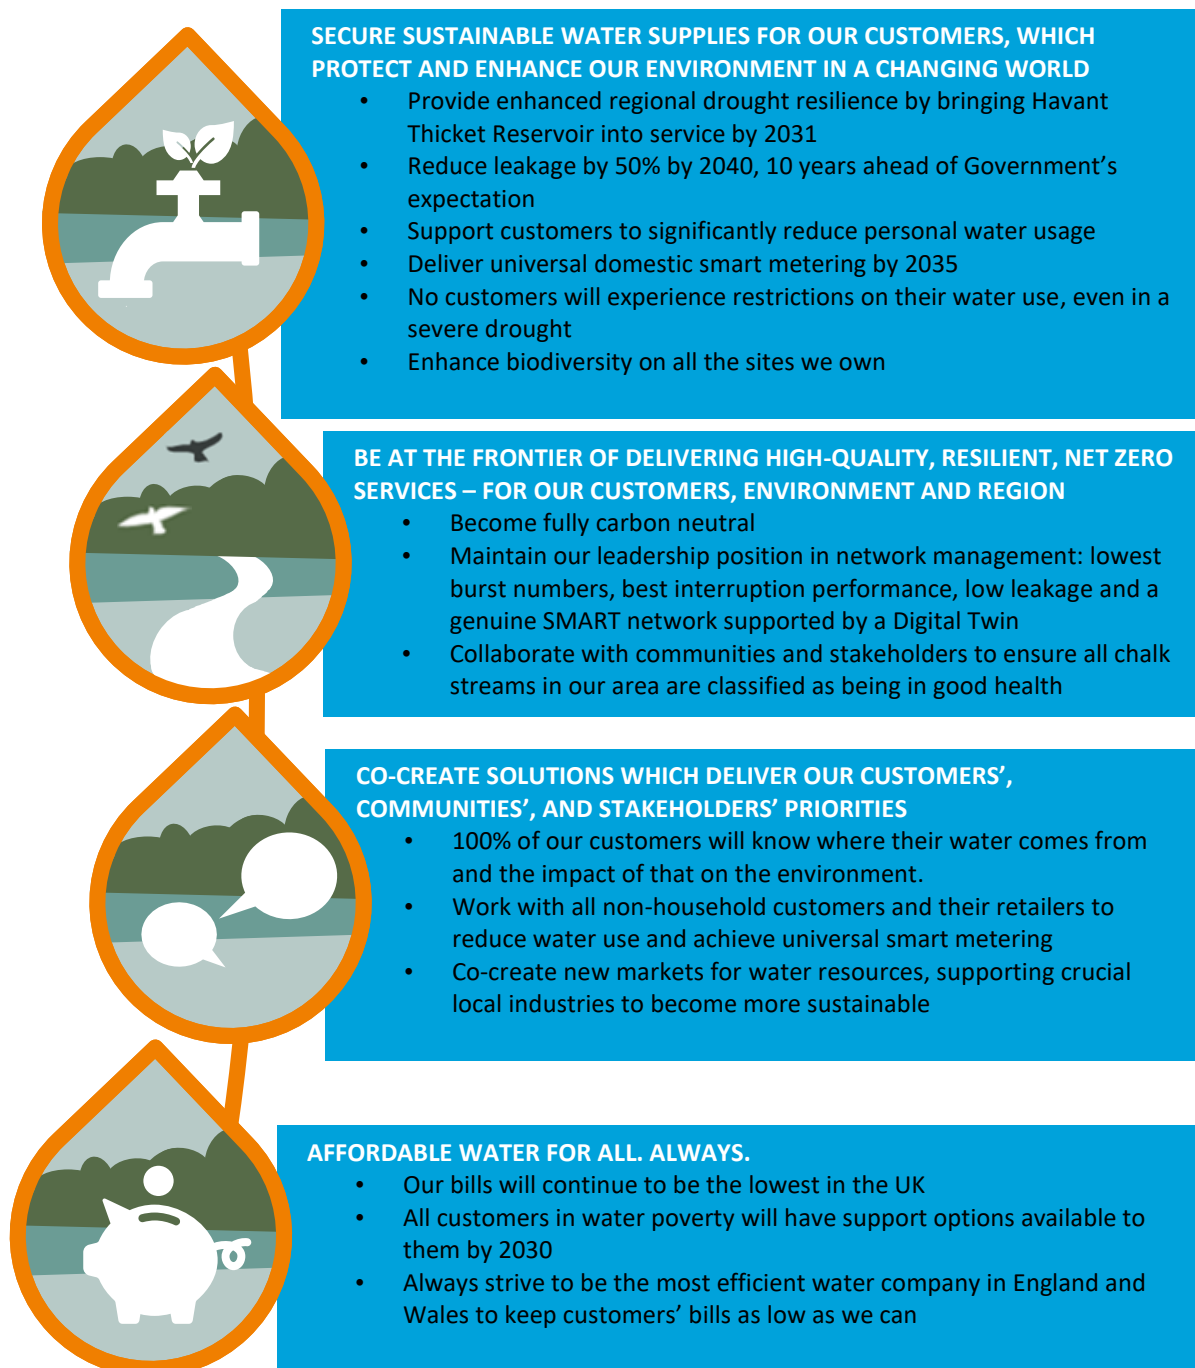 SECURE SUSTAINABLE WATER SUPPLIES FOR OUR CUSTOMERS, WHICH
PROTECT AND ENHANCE OUR ENVIRONMENT IN A CHANGING WORLD
• Provide enhanced regional drought resilience by bringing Havant
Thicket Reservoir into service by 2031
• Reduce leakage by 50% by 2040, 10 years ahead of Government’s
expectation
• Support customers to significantly reduce personal water usage
• Deliver universal domestic smart metering by 2035
• No customers will experience restrictions on their water use, even in a
severe drought
• Enhance biodiversity on all the sites we own
BE AT THE FRONTIER OF DELIVERING HIGH-QUALITY, RESILIENT, NET ZERO
SERVICES – FOR OUR CUSTOMERS, ENVIRONMENT AND REGION
• Become fully carbon neutral
• Maintain our leadership position in network management: lowest
burst numbers, best interruption performance, low leakage and a
genuine SMART network supported by a Digital Twin
• Collaborate with communities and stakeholders to ensure all chalk
streams in our area are classified as being in good health
CO-CREATE SOLUTIONS WHICH DELIVER OUR CUSTOMERS’,
COMMUNITIES’, AND STAKEHOLDERS’ PRIORITIES
• 100% of our customers will know where their water comes from
and the impact of that on the environment.
• Work with all non-household customers and their retailers to
reduce water use and achieve universal smart metering
• Co-create new markets for water resources, supporting crucial
local industries to become more sustainable
AFFORDABLE WATER FOR ALL. ALWAYS.
• Our bills will continue to be the lowest in the UK
• All customers in water poverty will have support options available to
them by 2030
• Always strive to be the most efficient water company in England and
Wales to keep customers’ bills as low as we can